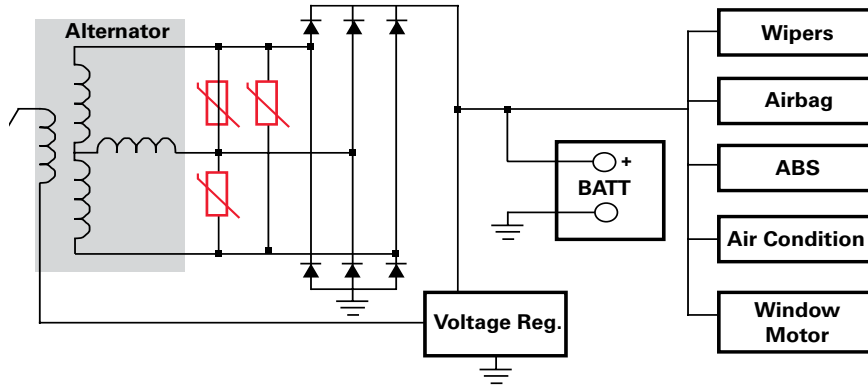 Alternator
Wipers
Airbag
+
BATT
ABS
Air Condition
Voltage Reg.
Window
Motor